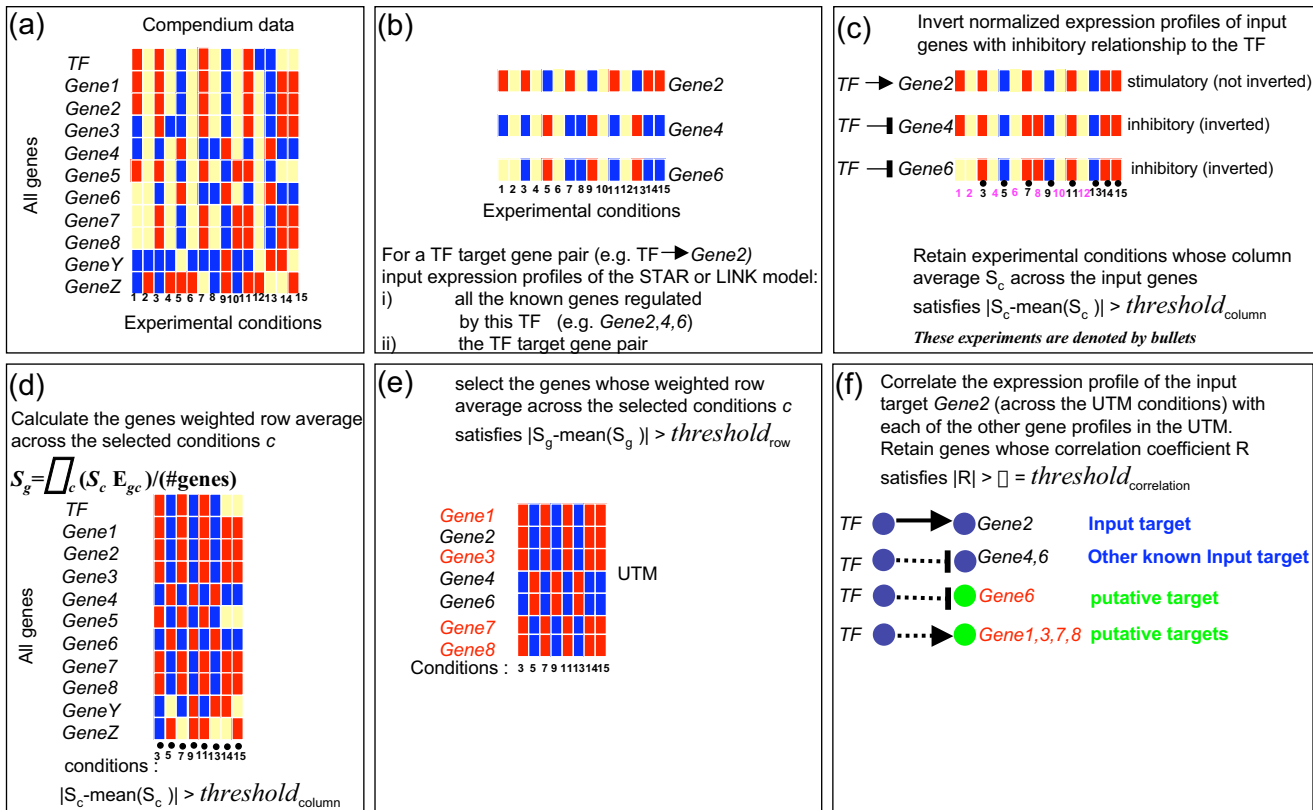 (a)
Compendium data
TF
Gene1
Gene2
Gene3
Gene4
Gene5
Gene6
Gene7
Gene8
GeneY
GeneZ
All genes
1 2 3 4 5 6 7 8 9 10 11 12 13 14 15
Experimental conditions
(b)
Gene2
Gene4
Gene6
1 2 3 4 5 6 7 8 9 10 11 12 13 14 15
Experimental conditions
For a TF target gene pair (e.g. TF → Gene2)
input expression profiles of the STAR or LINK model:
i) all the known genes regulated
by this TF (e.g. Gene2,4,6)
ii) the TF target gene pair
(c)
Invert normalized expression profiles of input
genes with inhibitory relationship to the TF
TF Gene2 stimulatory (not inverted)
TF Gene4 inhibitory (inverted)
TF Gene6 inhibitory (inverted)
1 2 3 4 5 6 7 8 9 10 11 12 13 14 15
Retain experimental conditions whose column
average Sc across the input genes
satisfies |Sc-mean(Sc )| > thresholdcolumn
These experiments are denoted by bullets
(d)
Calculate the genes weighted row average
across the selected conditions c
Sg=▯c (Sc Egc )/(#genes)
TF
Gene1
Gene2
Gene3
Gene4
Gene5
Gene6
Gene7
Gene8
GeneY
GeneZ
All genes
3 5 7 9 11 13 14 15
conditions :
|Sc-mean(Sc )| > thresholdcolumn
(e)
select the genes whose weighted row
average across the selected conditions c
satisfies |Sg-mean(Sg )| > thresholdrow
Gene1
Gene2
Gene3
Gene4
Gene6
Gene7
Gene8
UTM
Conditions : 3 5 7 9 11 13 14 15
(f)
Correlate the expression profile of the input
target Gene2 (across the UTM conditions) with
each of the other gene profiles in the UTM.
Retain genes whose correlation coefficient R
satisfies |R| > ▯ = thresholdcorrelation
TF Gene2 Input target
TF Gene4,6 Other known Input target
TF Gene6 putative target
TF Gene1,3,7,8 putative targets